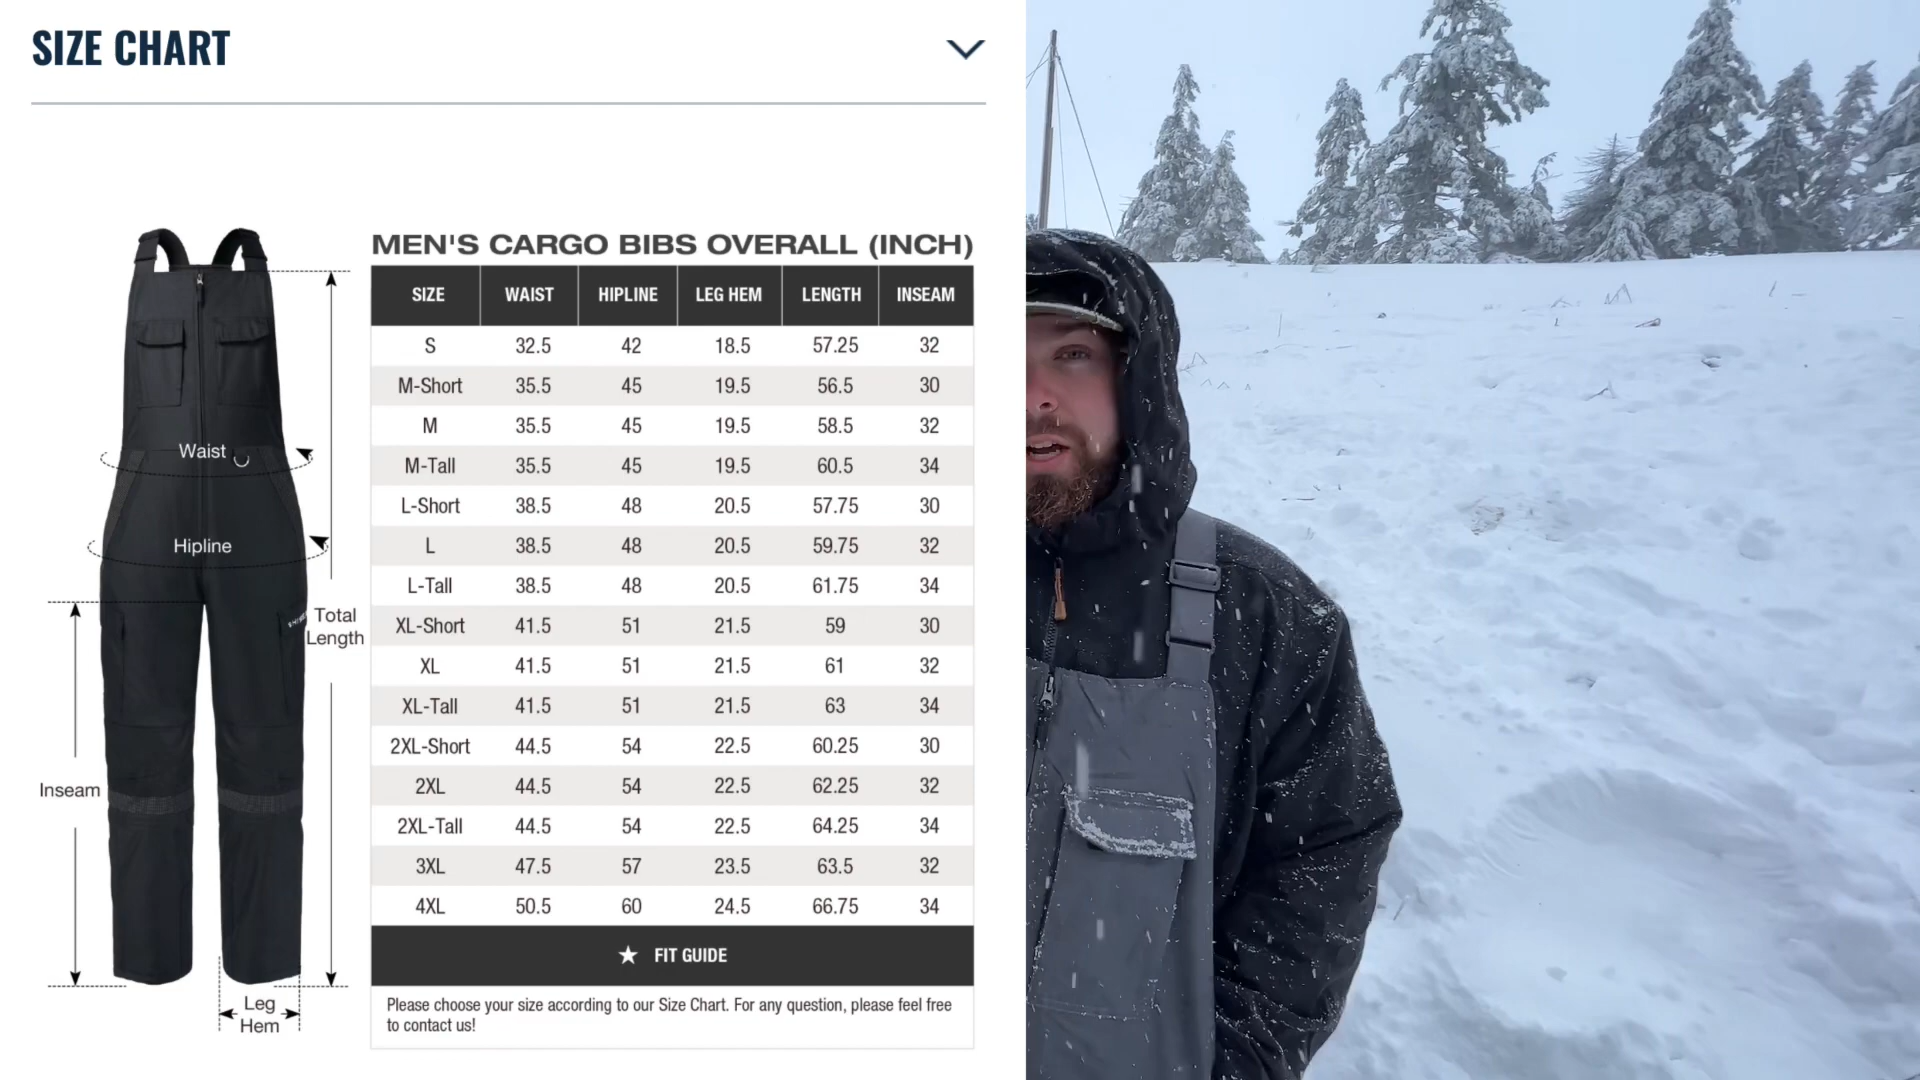 SIZE CHART
MEN'S CARGO BIBS OVERALL (INCH)
SIZE WAIST HIPLINE LEG HEM LENGTH INSEAM
S 32.5 42 18.5 57.25 32
M-Short 35.5 45 19.5 56.5 30
M 35.5 45 19.5 58.5 32
M-Tall 35.5 45 19.5 60.5 34
L-Short 38.5 48 20.5 57.75 30
L 38.5 48 20.5 59.75 32
L-Tall 38.5 48 20.5 61.75 34
XL-Short 41.5 51 21.5 59 30
XL 41.5 51 21.5 61 32
XL-Tall 41.5 51 21.5 63 34
2XL-Short 44.5 54 22.5 60.25 30
2XL 44.5 54 22.5 62.25 32
2XL-Tall 44.5 54 22.5 64.25 34
3XL 47.5 57 23.5 63.5 32
4XL 50.5 60 24.5 66.75 34
★ FIT GUIDE
Please choose your size according to our Size Chart. For any question, please feel free
to contact us!
Waist
Hipline
Total
Length
Inseam
Leg
Hem